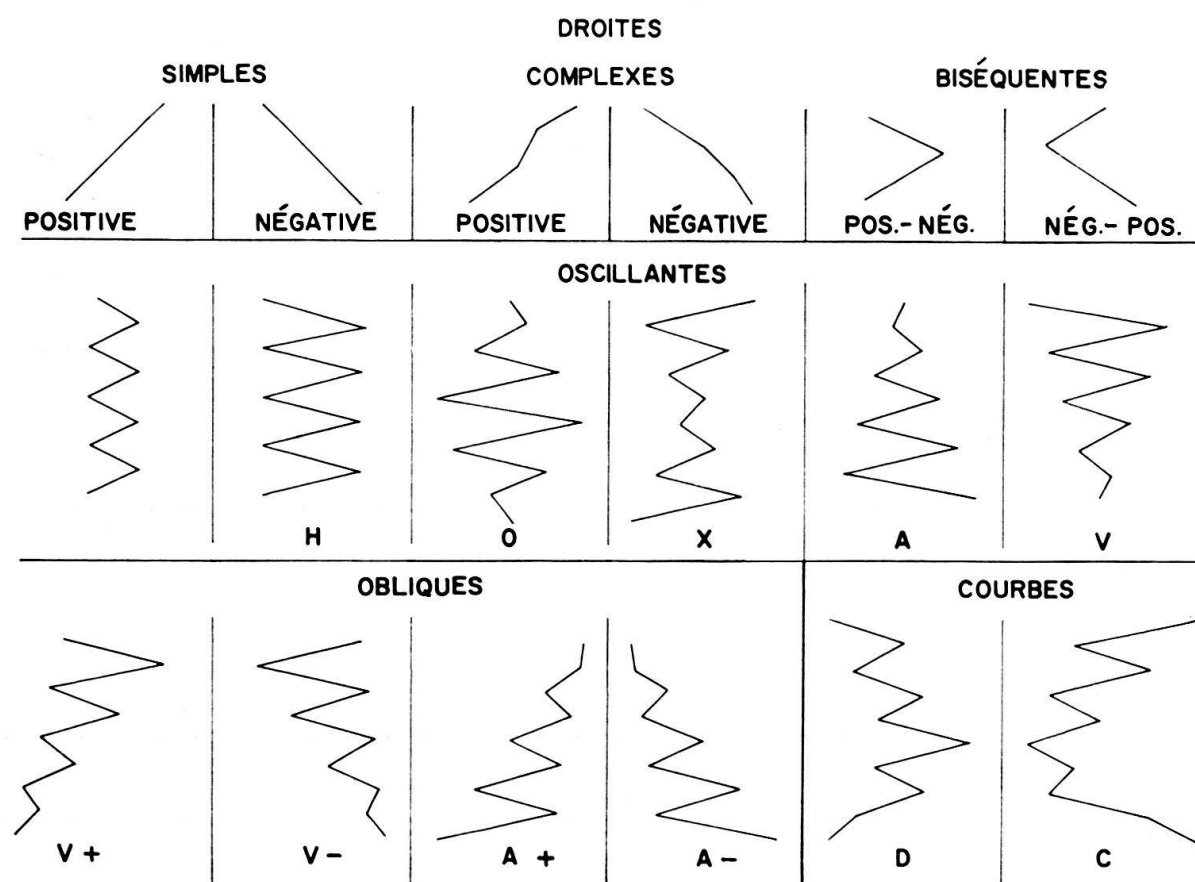 DROITES
SIMPLES COMPLEXES BISÉQUENTES
POSITIVE NÉGATIVE POSITIVE NÉGATIVE POS.-NÉG. NÉG.-POS.
OSCILLANTES
H O X A V
OBLIQUES COURBES
V+ V- A+ A- D C